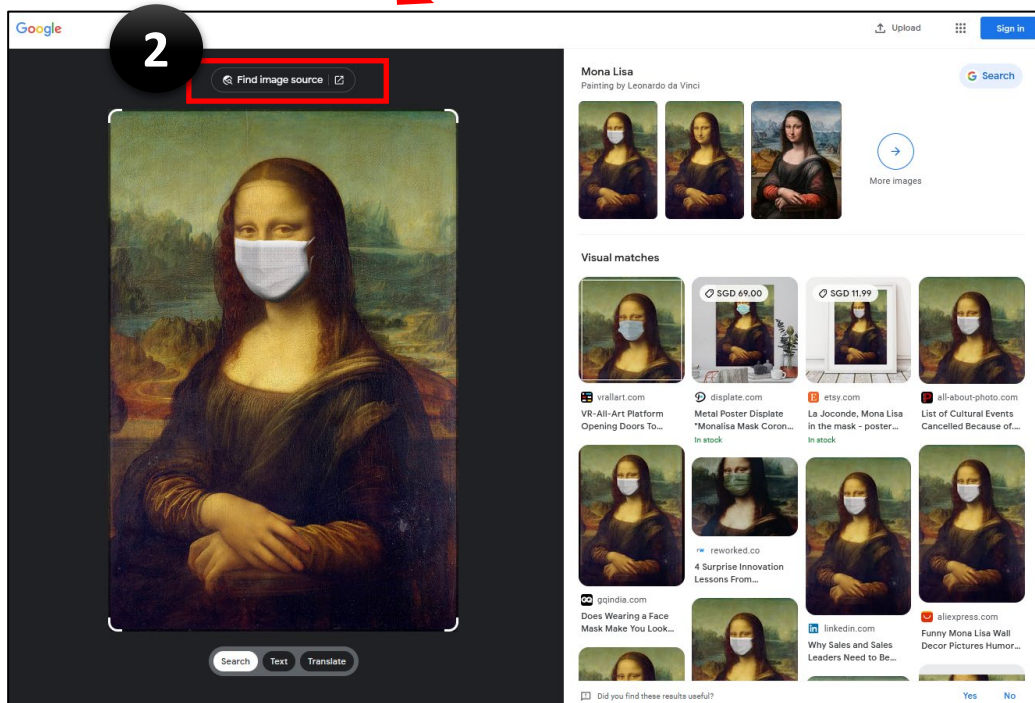 Google
2
Upload
Sign in
Find image source
Mona Lisa
Painting by Leonardo da Vinci
Search
More images
Visual matches
SGD 69.00
SGD 11.99
vrallart.com
VR-All-Art Platform
Opening Doors To...
displate.com
Metal Poster Displate
"Monalisa Mask Coron...
In stock
etsy.com
La Joconde, Mona Lisa
in the mask - poster...
In stock
all-about-photo.com
List of Cultural Events
Cancelled Because of...
gqindia.com
Does Wearing a Face
Mask Make You Look...
reworked.co
4 Surprise Innovation
Lessons From...
linkedin.com
Why Sales and Sales
Leaders Need to Be...
aliexpress.com
Funny Mona Lisa Wall
Decor Pictures Humor...
Search Text Translate
Did you find these results useful?
Yes No